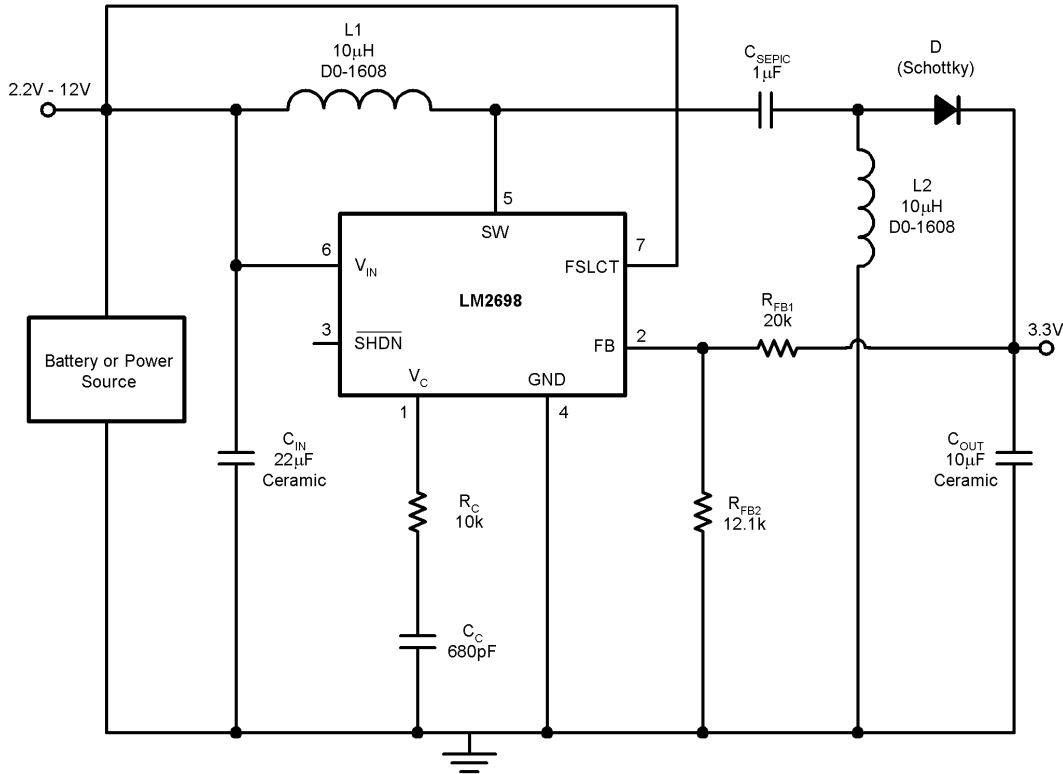 L1
10µH
D0-1608
C_SEPIC
1µF
D
(Schottky)
2.2V - 12V
L2
10µH
D0-1608
5
SW
6
V_IN
7
FSLCT
LM2698
3
SHDN
2
FB
R_FB1
20k
3.3V
V_C
GND
1
4
Battery or Power
Source
C_IN
22µF
Ceramic
C_OUT
10µF
Ceramic
R_C
10k
R_FB2
12.1k
C_C
680pF